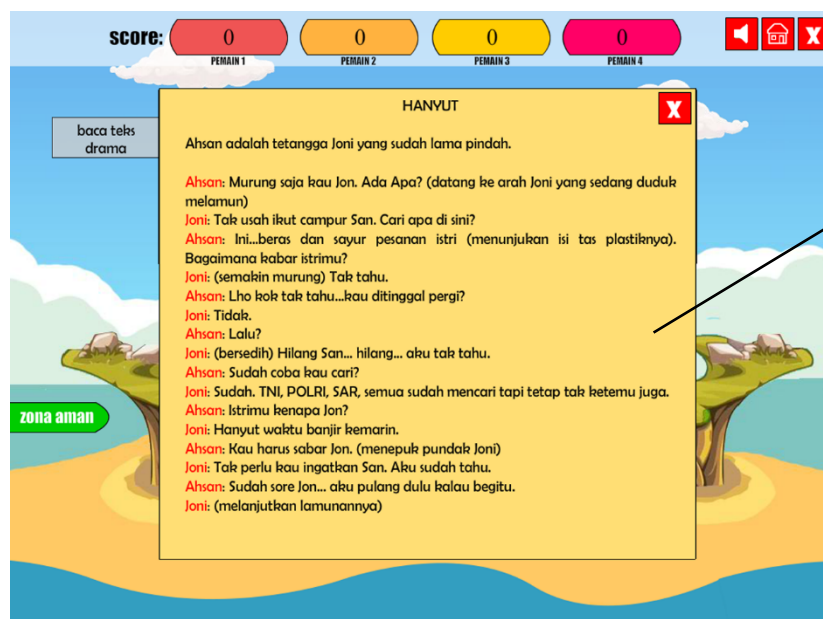 score: 0 0 0 0 X
PEMAIN 1 PEMAIN 2 PEMAIN 3 PEMAIN 4
HANYUT X
baca teks
drama
Ahsan adalah tetangga Joni yang sudah lama pindah.
Ahsan: Murung saja kau Jon. Ada Apa? (datang ke arah Joni yang sedang duduk
melamun)
Joni: Tak usah ikut campur San. Cari apa di sini?
Ahsan: Ini...beras dan sayur pesanan istri (menunjukan isi tas plastiknya).
Bagaimana kabar istrimu?
Joni: (semakin murung) Tak tahu.
Ahsan: Lho kok tak tahu...kau ditinggal pergi?
Joni: Tidak.
Ahsan: Lalu?
Joni: (bersedih) Hilang San... hilang... aku tak tahu.
Ahsan: Sudah coba kau cari?
Joni: Sudah. TNI, POLRI, SAR, semua sudah mencari tapi tetap tak ketemu juga.
Ahsan: Istrimu kenapa Jon?
Joni: Hanyut waktu banjir kemarin.
Ahsan: Kau harus sabar Jon. (menepuk pundak Joni)
Joni: Tak perlu kau ingatkan San. Aku sudah tahu.
Ahsan: Sudah sore Jon... aku pulang dulu kalau begitu.
Joni: (melanjutkan lamunannya)
zona aman